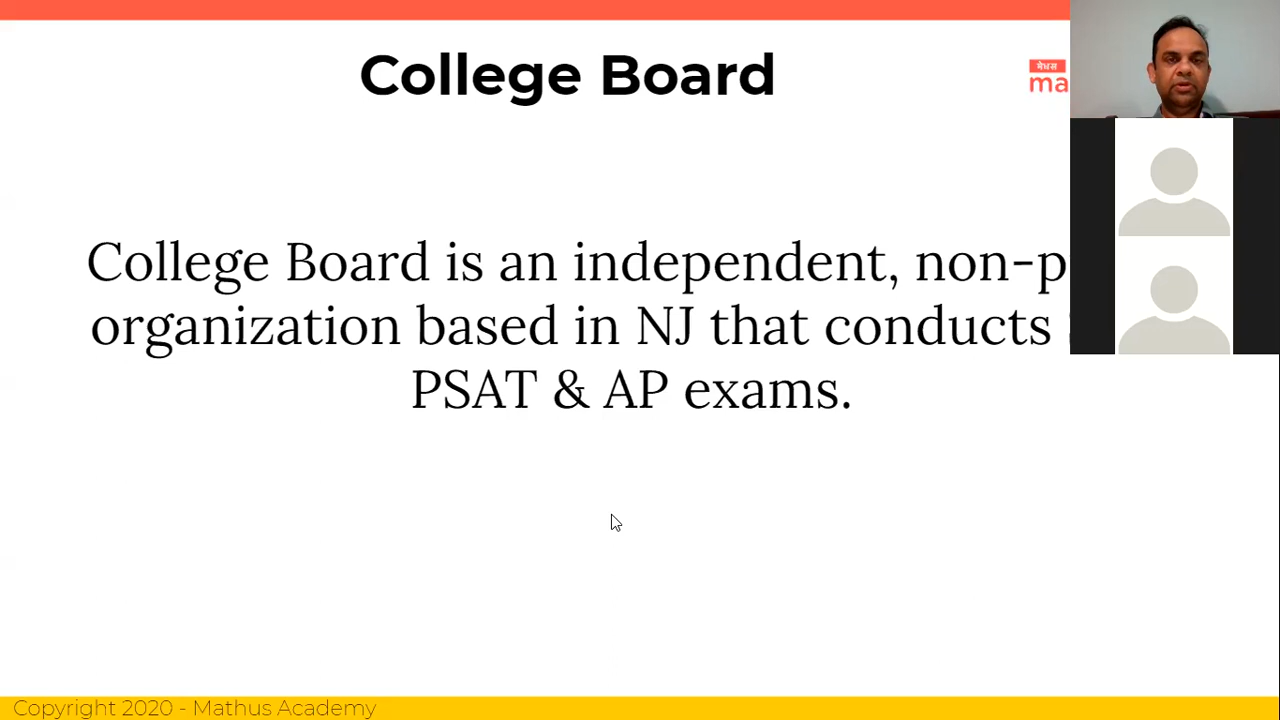 College Board
ਮੈਥਸ
ma
College Board is an independent, non-p
organization based in NJ that conducts
PSAT & AP exams.
Copyright 2020 - Mathus Academy